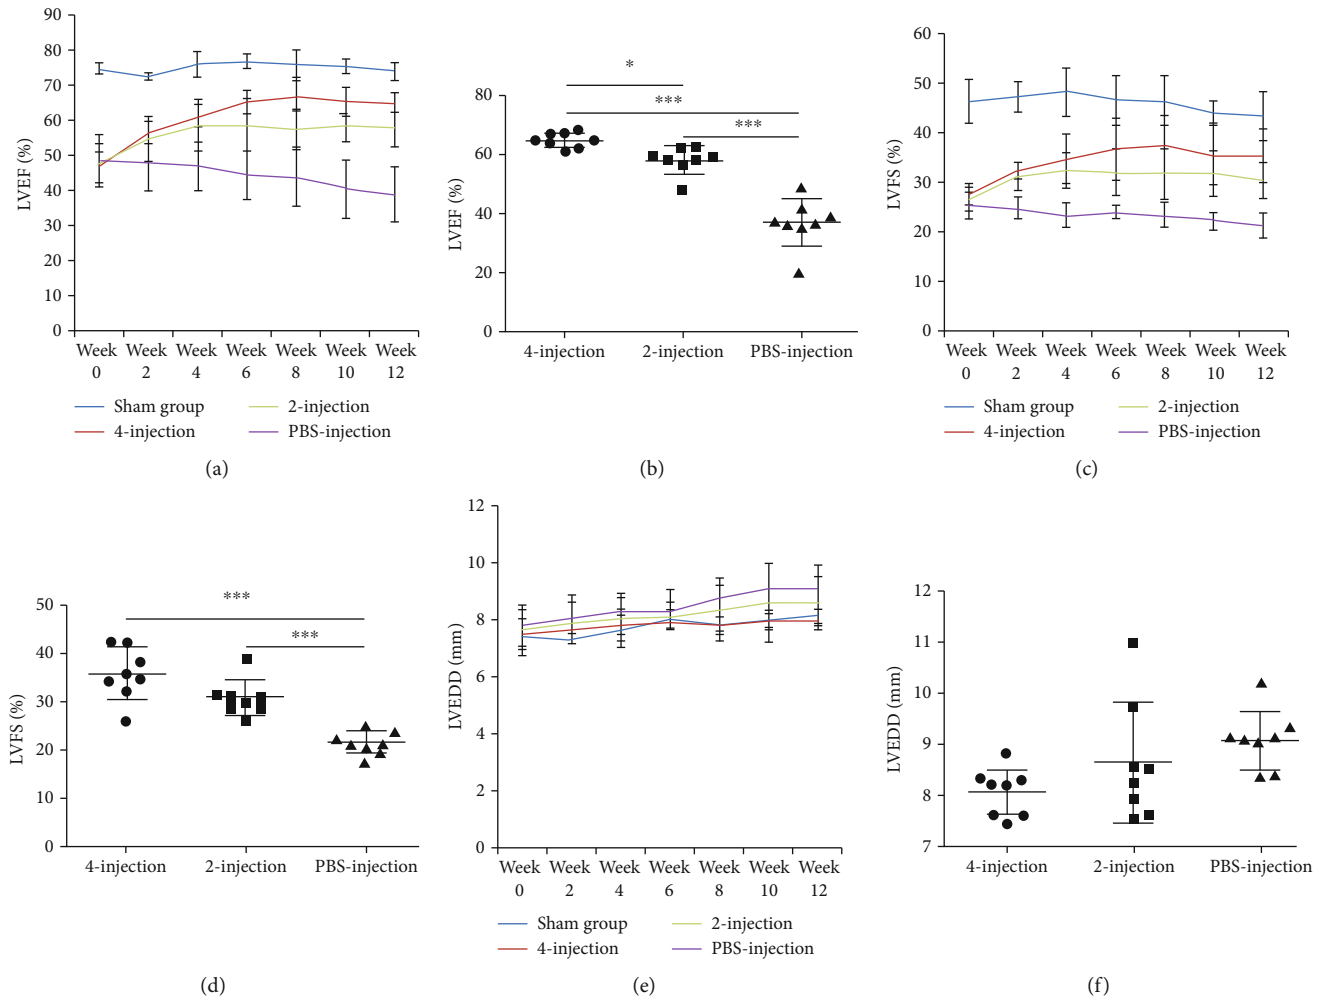 LVEF (%)
90
80
70
60
50
40
30
20
10
0
Week Week Week Week Week Week Week
0 2 4 6 8 10 12
Sham group 2-injection
4-injection PBS-injection
(a)
LVEF (%)
80
60
40
20
0
*
***
***
4-injection 2-injection PBS-injection
(b)
LVFS (%)
60
50
40
30
20
10
0
Week Week Week Week Week Week Week
0 2 4 6 8 10 12
Sham group 2-injection
4-injection PBS-injection
(c)
LVFS (%)
50
40
30
20
10
0
***
***
4-injection 2-injection PBS-injection
(d)
LVEDD (mm)
12
10
8
6
4
2
0
Week Week Week Week Week Week Week
0 2 4 6 8 10 12
Sham group 2-injection
4-injection PBS-injection
(e)
LVEDD (mm)
12
11
10
9
8
7
4-injection 2-injection PBS-injection
(f)